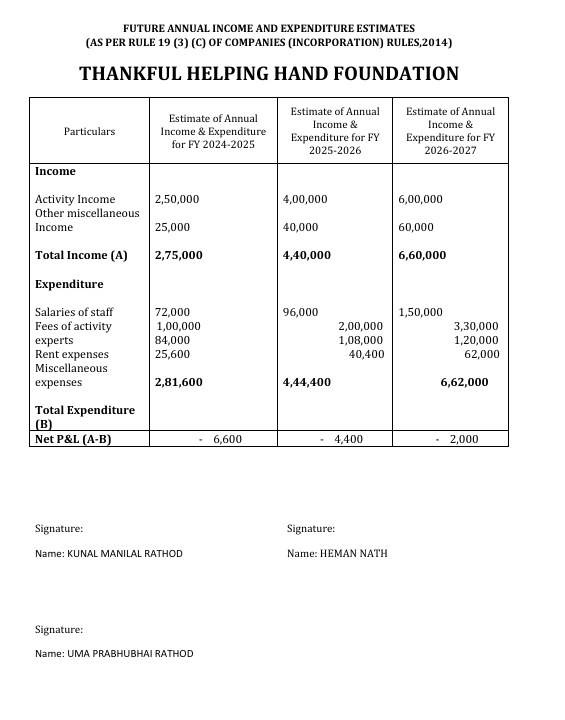 FUTURE ANNUAL INCOME AND EXPENDITURE ESTIMATES
(AS PER RULE 19 (3) (C) OF COMPANIES (INCORPORATION) RULES,2014)
THANKFUL HELPING HAND FOUNDATION
Particulars
Estimate of Annual
Income & Expenditure
for FY 2024-2025
Estimate of Annual
Income &
Expenditure for FY
2025-2026
Estimate of Annual
Income &
Expenditure for FY
2026-2027
Income
Activity Income 2,50,000 4,00,000 6,00,000
Other miscellaneous
Income 25,000 40,000 60,000
Total Income (A) 2,75,000 4,40,000 6,60,000
Expenditure
Salaries of staff 72,000 96,000 1,50,000
Fees of activity 1,00,000 2,00,000 3,30,000
experts 84,000 1,08,000 1,20,000
Rent expenses 25,600 40,400 62,000
Miscellaneous
expenses 2,81,600 4,44,400 6,62,000
Total Expenditure
(B)
Net P&L (A-B) - 6,600 - 4,400 - 2,000
Signature: Signature:
Name: KUNAL MANILAL RATHOD Name: HEMAN NATH
Signature:
Name: UMA PRABHUBHAI RATHOD